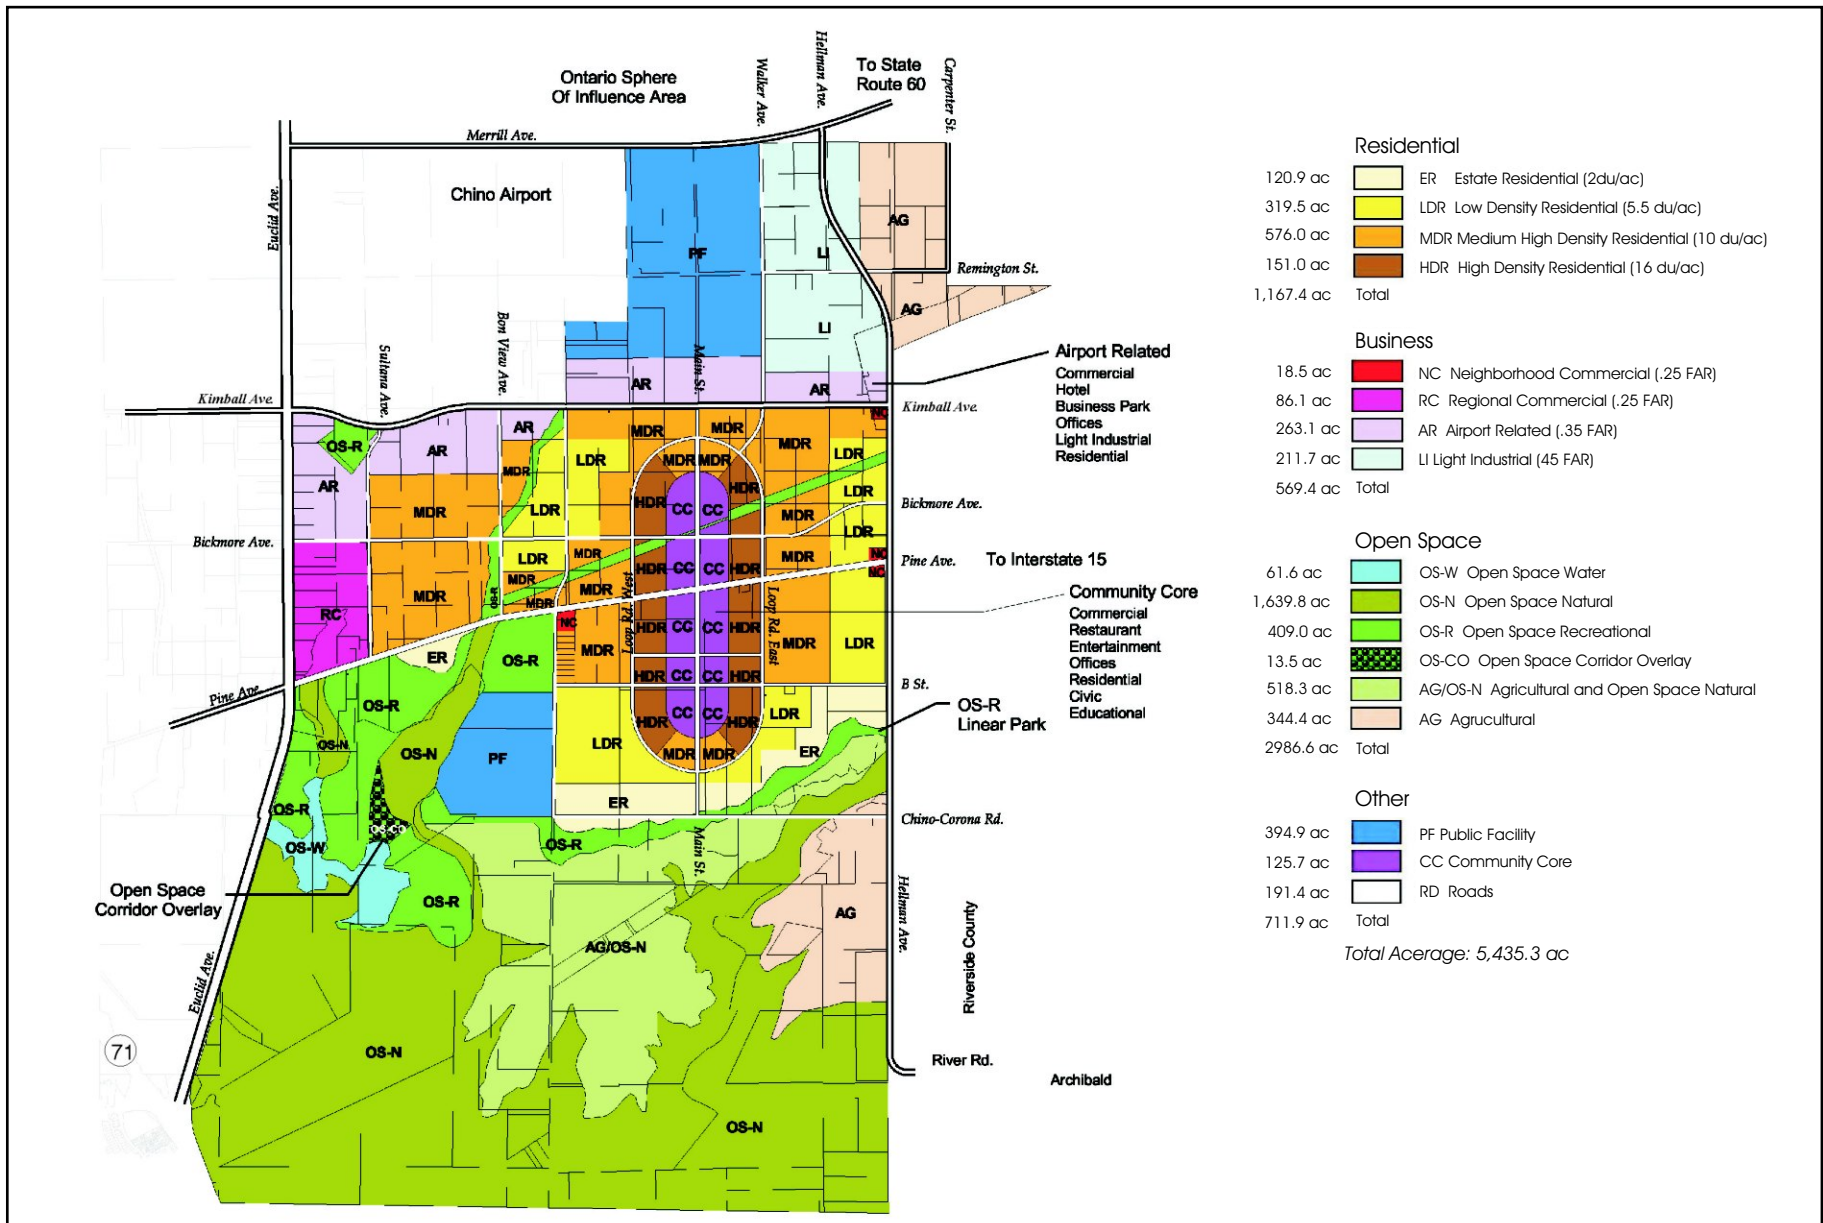 Ontario Sphere
Of Influence Area
To State
Route 60
Walker Ave.
Hellman Ave.
Carpenter St.
Merrill Ave.
Euclid Ave.
Chino Airport
PF
LI
AG
Remington St.
AG
LI
Bon View Ave.
Sultana Ave.
Main St.
AR
AR
Airport Related
Commercial
Hotel
Business Park
Offices
Light Industrial
Residential
Kimball Ave.
Kimball Ave.
NC
OS-R
AR
AR
MDR
MDR
MDR
LDR
LDR
MDR
MDR
MDR
AR
HDR
HDR
LDR
MDR
LDR
CC
CC
MDR
Bickmore Ave.
LDR
Bickmore Ave.
LDR
MDR
MDR
NC
Pine Ave.
To Interstate 15
HDR
CC
CC
HDR
NC
MDR
MDR
OS-R
MDR
MDR
Loop Rd. West
Loop Rd. East
Community Core
Commercial
Restaurant
Entertainment
Offices
Residential
Civic
Educational
RC
NC
HDR
CC
CC
HDR
MDR
LDR
MDR
ER
OS-R
HDR
CC
CC
HDR
B St.
Pine Ave.
OS-R
OS-R
Linear Park
HDR
CC
CC
HDR
LDR
OS-N
OS-N
LDR
MDR
MDR
ER
PF
OS-R
ER
OS-CO
Chino-Corona Rd.
OS-W
OS-R
Main St.
Open Space
Corridor Overlay
OS-R
AG
Hellman Ave.
AG/OS-N
Riverside County
Euclid Ave.
71
OS-N
River Rd.
Archibald
OS-N
Residential
120.9 ac ER Estate Residential (2du/ac)
319.5 ac LDR Low Density Residential (5.5 du/ac)
576.0 ac MDR Medium High Density Residential (10 du/ac)
151.0 ac HDR High Density Residential (16 du/ac)
1,167.4 ac Total
Business
18.5 ac NC Neighborhood Commercial (.25 FAR)
86.1 ac RC Regional Commercial (.25 FAR)
263.1 ac AR Airport Related (.35 FAR)
211.7 ac LI Light Industrial (45 FAR)
569.4 ac Total
Open Space
61.6 ac OS-W Open Space Water
1,639.8 ac OS-N Open Space Natural
409.0 ac OS-R Open Space Recreational
13.5 ac OS-CO Open Space Corridor Overlay
518.3 ac AG/OS-N Agricultural and Open Space Natural
344.4 ac AG Agrucultural
2986.6 ac Total
Other
394.9 ac PF Public Facility
125.7 ac CC Community Core
191.4 ac RD Roads
711.9 ac Total
Total Acerage: 5,435.3 ac